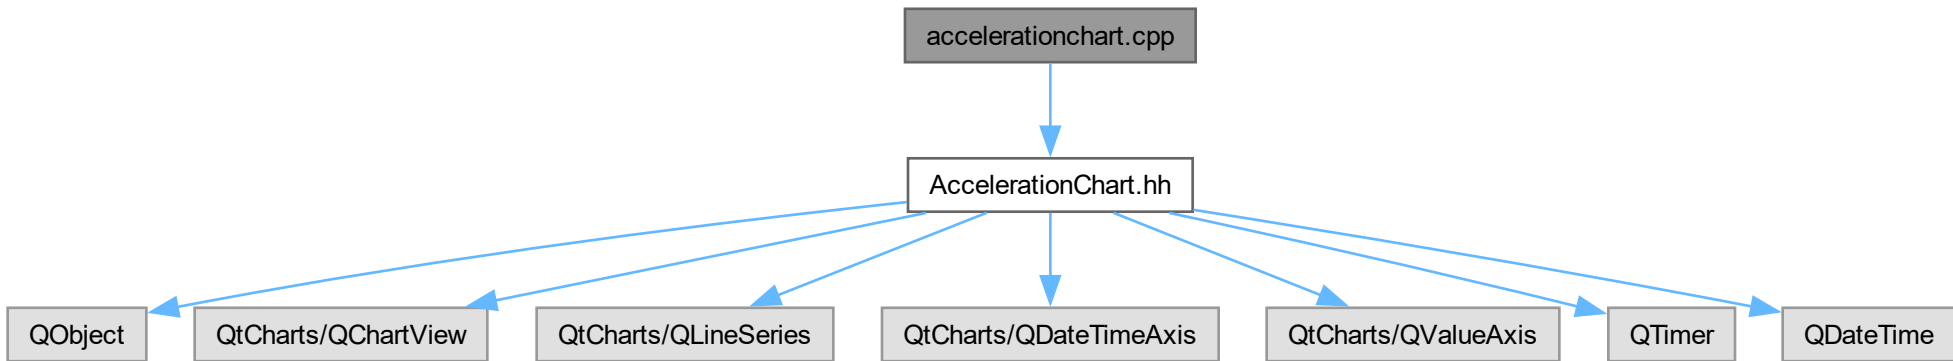 accelerationchart.cpp
AccelerationChart.hh
QObject
QtCharts/QChartView
QtCharts/QLineSeries
QtCharts/QDateTimeAxis
QtCharts/QValueAxis
QTimer
QDateTime